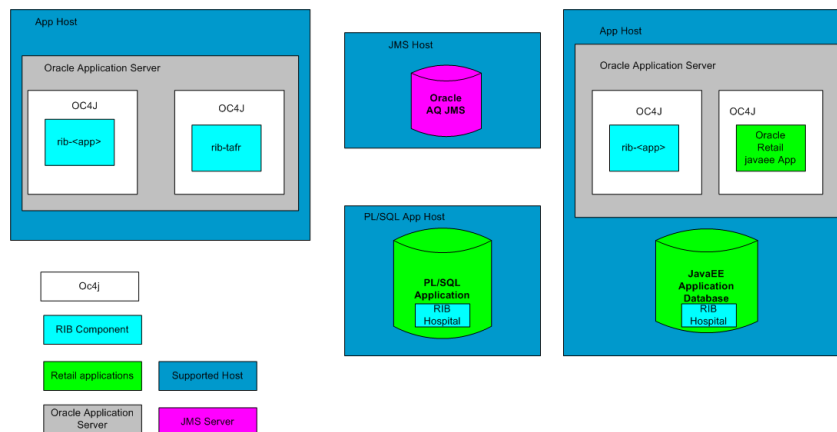 App Host
Oracle Application Server
OC4J
rib-<app>
OC4J
rib-tafr
JMS Host
Oracle
AQ JMS
PL/SQL App Host
PL/SQL
Application
RIB
Hospital
App Host
Oracle Application Server
OC4J
rib-<app>
OC4J
Oracle
Retail
javaee App
JavaEE
Application
Database
RIB
Hospital
Oc4j
RIB Component
Retail applications
Supported Host
Oracle Application
Server
JMS Server